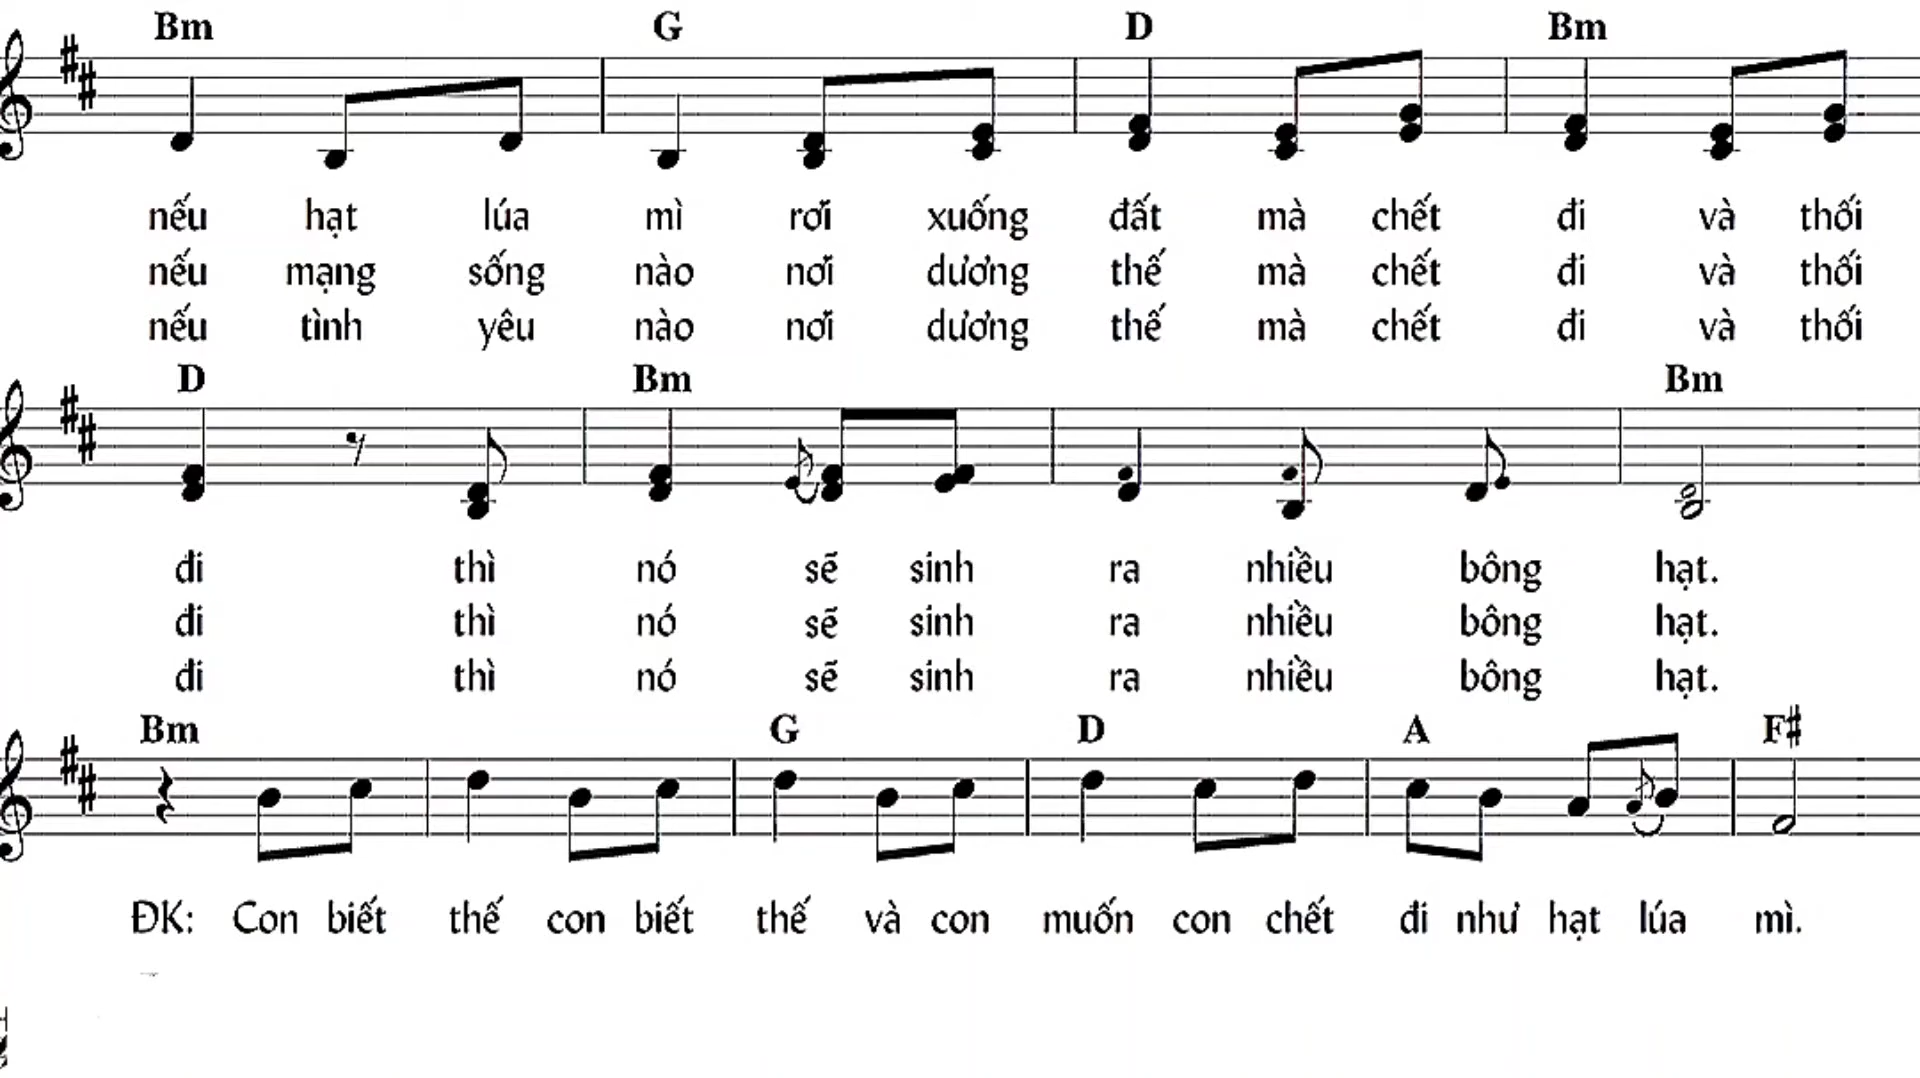 Bm G D Bm
nếu hạt lúa mì rơi xuống đất mà chết đi và thối
nếu mạng sống nào nơi dương thế mà chết đi và thối
nếu tình yêu nào nơi dương thế mà chết đi và thối
D Bm Bm
đi thì nó sẽ sinh ra nhiều bông hạt.
đi thì nó sẽ sinh ra nhiều bông hạt.
đi thì nó sẽ sinh ra nhiều bông hạt.
Bm G D A F♯
ĐK: Con biết thế con biết thế và con muốn con chết đi như hạt lúa mì.